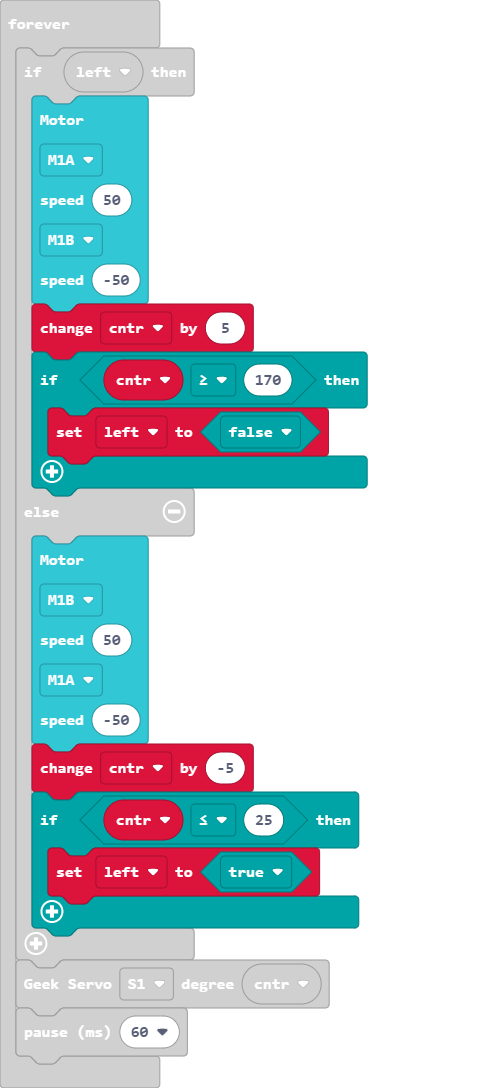 forever
if left then
Motor
M1A
speed 50
M1B
speed -50
change cntr by 5
if cntr ≥ 170 then
set left to false
else
Motor
M1B
speed 50
M1A
speed -50
change cntr by -5
if cntr ≤ 25 then
set left to true
Geek Servo S1 degree cntr
pause (ms) 60